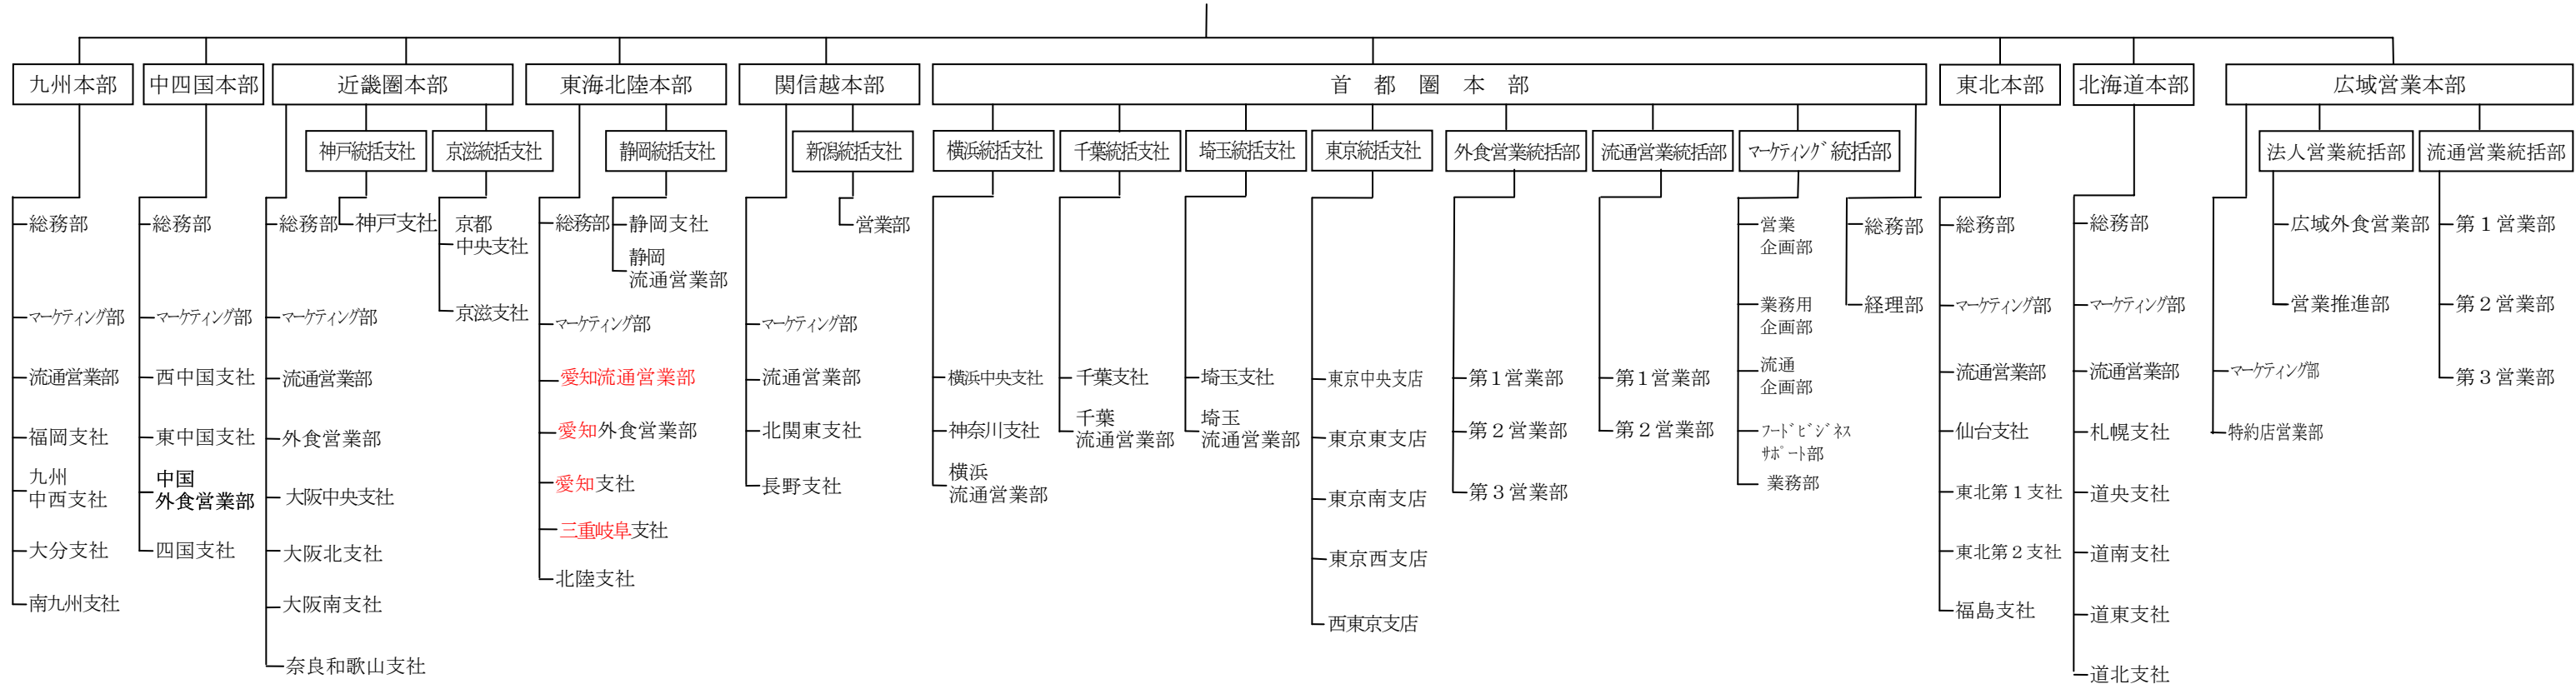 九州本部
中四国本部
近畿圏本部
東海北陸本部
関信越本部
首都圏本部
東北本部
北海道本部
広域営業本部
神戸統括支社
京滋統括支社
静岡統括支社
新潟統括支社
横浜統括支社
千葉統括支社
埼玉統括支社
東京統括支社
外食営業統括部
流通営業統括部
マーケティング統括部
法人営業統括部
流通営業統括部
総務部
マーケティング部
流通営業部
福岡支社
九州
中西支社
大分支社
南九州支社
総務部
マーケティング部
西中国支社
東中国支社
中国
外食営業部
四国支社
総務部
マーケティング部
流通営業部
外食営業部
大阪中央支社
大阪北支社
大阪南支社
奈良和歌山支社
神戸支社
京都
中央支社
京滋支社
総務部
マーケティング部
愛知流通営業部
愛知外食営業部
愛知支社
三重岐阜支社
北陸支社
静岡支社
静岡
流通営業部
マーケティング部
流通営業部
北関東支社
長野支社
営業部
横浜中央支社
神奈川支社
横浜
流通営業部
千葉支社
千葉
流通営業部
埼玉支社
埼玉
流通営業部
東京中央支店
東京東支店
東京南支店
東京西支店
西東京支店
第1営業部
第2営業部
第3営業部
第1営業部
第2営業部
営業
企画部
業務用
企画部
流通
企画部
フードビジネス
サポート部
業務部
総務部
経理部
総務部
マーケティング部
流通営業部
仙台支社
東北第1支社
東北第2支社
福島支社
総務部
マーケティング部
流通営業部
札幌支社
道央支社
道南支社
道東支社
道北支社
マーケティング部
特約店営業部
広域外食営業部
営業推進部
第1営業部
第2営業部
第3営業部